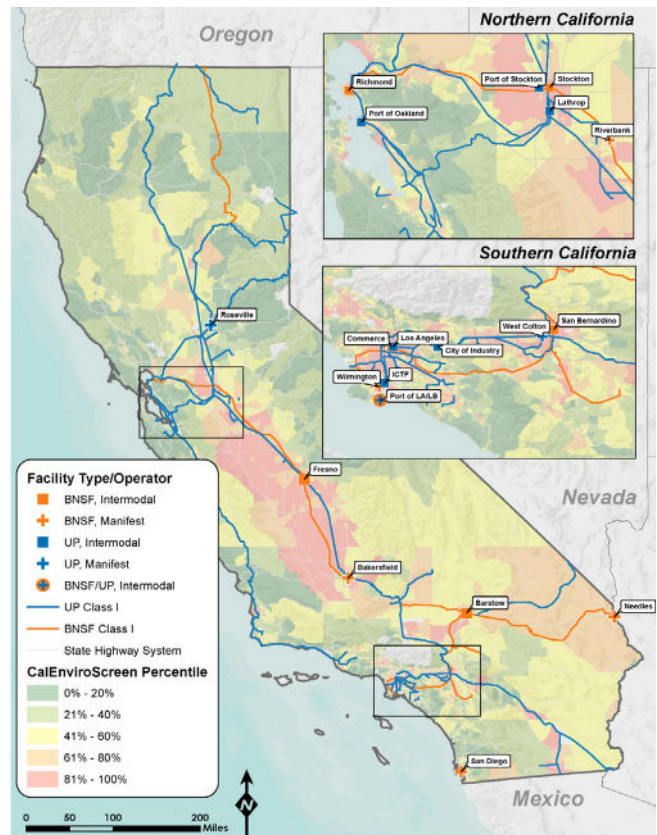 Oregon
Northern California
Richmond
Port of Stockton
Stockton
Port of Oakland
Lathrop
Riverbank
Southern California
San Bernardino
West Colton
Commerce
Los Angeles
City of Industry
Wilmington
ICTF
Port of LA/LB
Roseville
Nevada
Fresno
Bakersfield
Barstow
Needles
San Diego
Mexico
Facility Type/Operator
BNSF, Intermodal
BNSF, Manifest
UP, Intermodal
UP, Manifest
BNSF/UP, Intermodal
UP Class I
BNSF Class I
State Highway System
CalEnviroScreen Percentile
0% - 20%
21% - 40%
41% - 60%
61% - 80%
81% - 100%
0 50 100 200
Miles
N